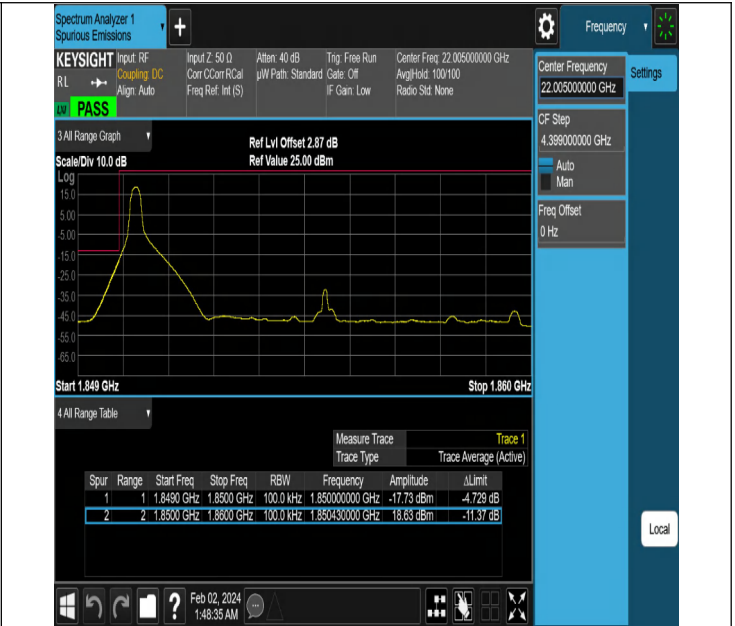 Spectrum Analyzer 1
Spurious Emissions
+
Frequency
KEYSIGHT
Input: RF
Coupling: DC
Align: Auto
Input Z: 50 Ω
Corr CCorr RCal
Freq Ref: Int (S)
Atten: 40 dB
µW Path: Standard
Trig: Free Run
Gate: Off
IF Gain: Low
Center Freq: 22.005000000 GHz
Avg|Hold: 100/100
Radio Std: None
RL
PASS
Center Frequency
22.005000000 GHz
Settings
CF Step
4.399000000 GHz
Auto
Man
Freq Offset
0 Hz
3 All Range Graph
Ref Lvl Offset 2.87 dB
Scale/Div 10.0 dB
Ref Value 25.00 dBm
Log
15.0
5.00
-5.00
-15.0
-25.0
-35.0
-45.0
-55.0
-65.0
Start 1.849 GHz
Stop 1.860 GHz
4 All Range Table
Measure Trace Trace 1
Trace Type Trace Average (Active)
Spur Range Start Freq Stop Freq RBW Frequency Amplitude ΔLimit
1 1 1.8490 GHz 1.8500 GHz 100.0 kHz 1.850000000 GHz -17.73 dBm -4.729 dB
2 2 1.8500 GHz 1.8600 GHz 100.0 kHz 1.850430000 GHz 18.63 dBm -11.37 dB
Local
?
Feb 02, 2024
1:48:35 AM